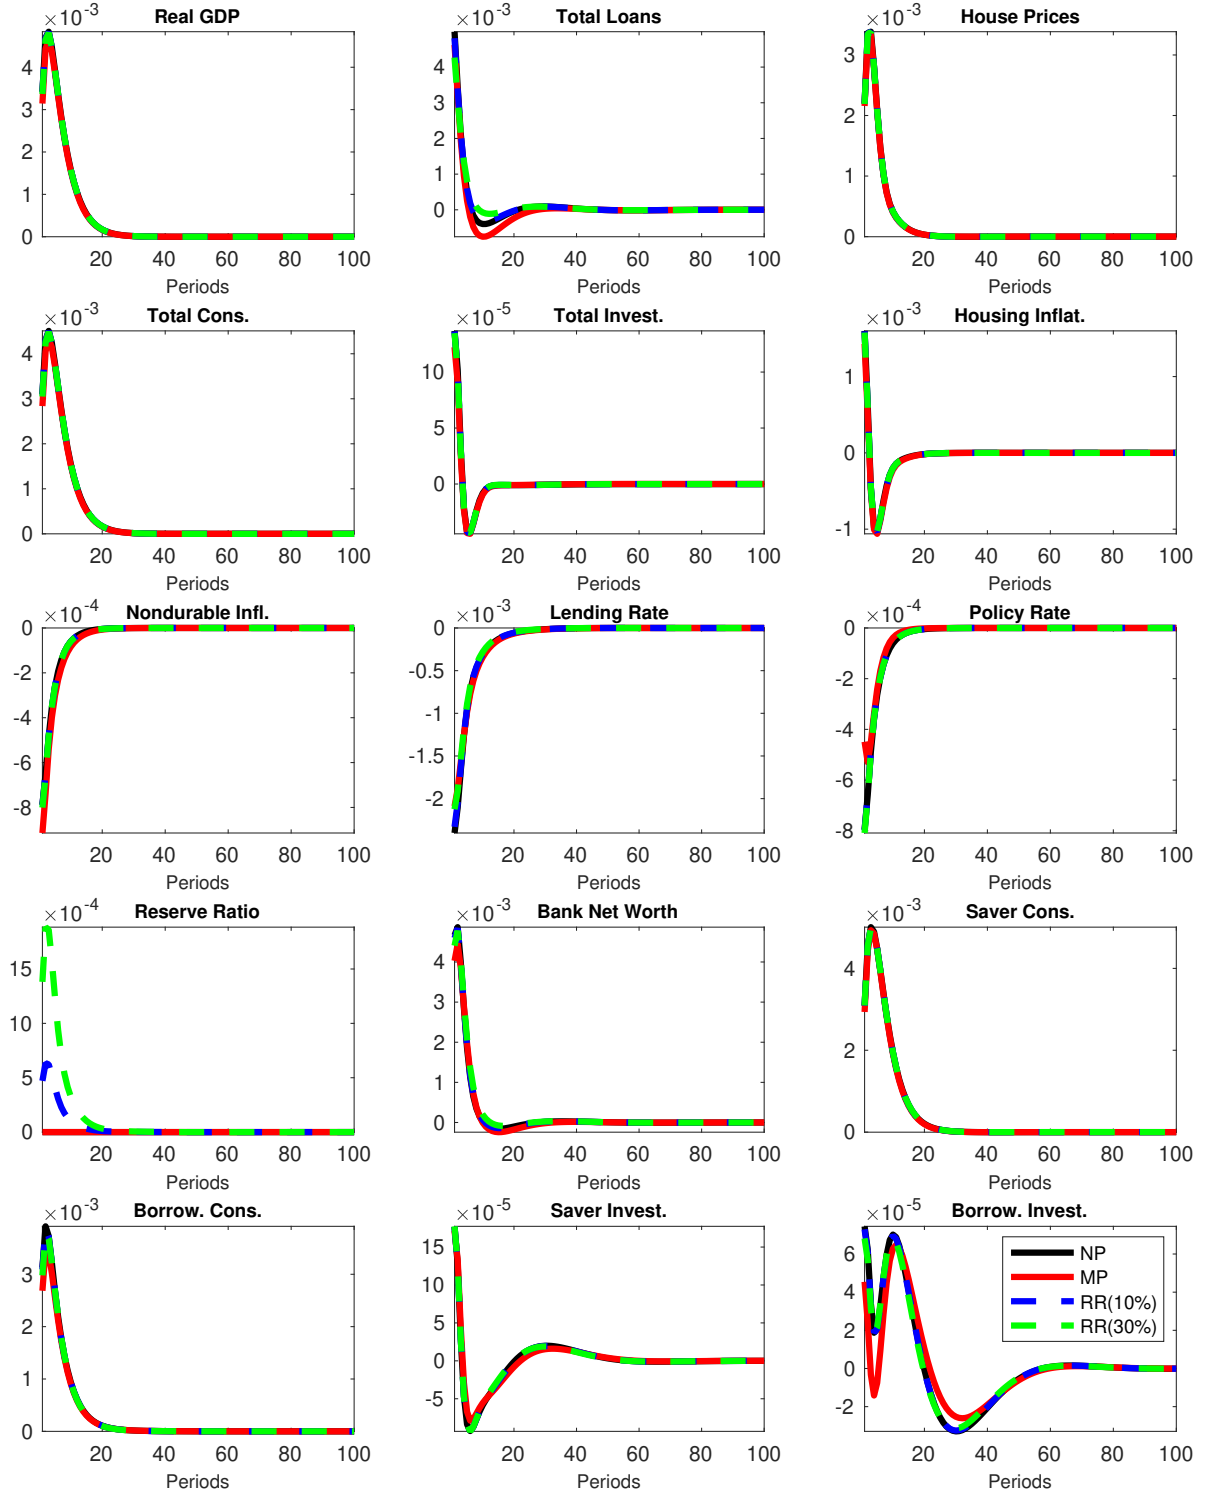 Real GDP
×10^-3
4
3
2
1
0
20 40 60 80 100
Periods
Total Loans
×10^-3
4
3
2
1
0
20 40 60 80 100
Periods
House Prices
×10^-3
3
2
1
0
20 40 60 80 100
Periods
Total Cons.
×10^-3
4
3
2
1
0
20 40 60 80 100
Periods
Total Invest.
×10^-5
10
5
0
20 40 60 80 100
Periods
Housing Inflat.
×10^-3
1
0
-1
20 40 60 80 100
Periods
Nondurable Infl.
×10^-4
0
-2
-4
-6
-8
20 40 60 80 100
Periods
Lending Rate
×10^-3
0
-0.5
-1
-1.5
-2
20 40 60 80 100
Periods
Policy Rate
×10^-4
0
-2
-4
-6
-8
20 40 60 80 100
Periods
Reserve Ratio
×10^-4
15
10
5
0
20 40 60 80 100
Periods
Bank Net Worth
×10^-3
4
3
2
1
0
20 40 60 80 100
Periods
Saver Cons.
×10^-3
4
2
0
20 40 60 80 100
Periods
Borrow. Cons.
×10^-3
3
2
1
0
20 40 60 80 100
Periods
Saver Invest.
×10^-5
15
10
5
0
-5
20 40 60 80 100
Periods
Borrow. Invest.
×10^-5
6
4
2
0
-2
20 40 60 80 100
Periods
NP
MP
RR(10%)
RR(30%)